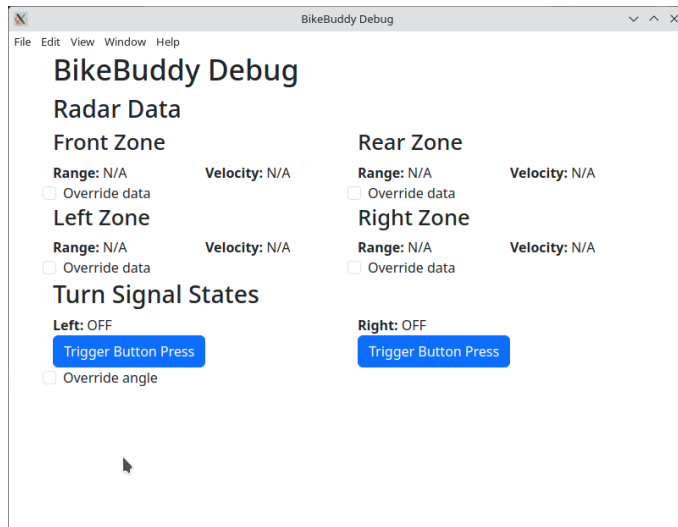 BikeBuddy Debug
File Edit View Window Help
BikeBuddy Debug
Radar Data
Front Zone Rear Zone
Range: N/A Velocity: N/A Range: N/A Velocity: N/A
Override data Override data
Left Zone Right Zone
Range: N/A Velocity: N/A Range: N/A Velocity: N/A
Override data Override data
Turn Signal States
Left: OFF Right: OFF
Trigger Button Press Trigger Button Press
Override angle